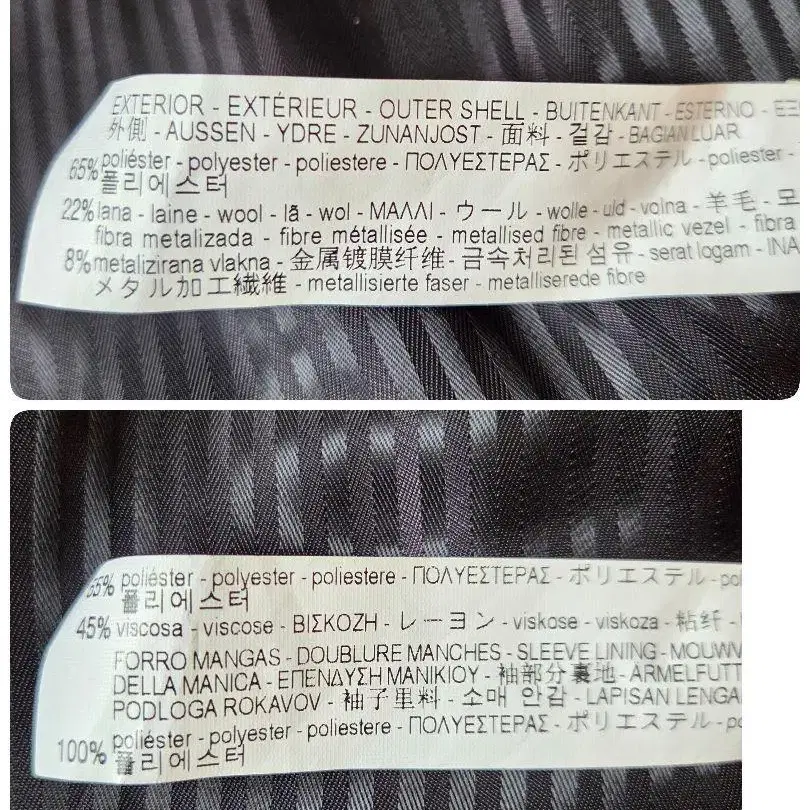 EXTERIOR - EXTÉRIEUR - OUTER SHELL - BUITENKANT - ESTERNO - ΕΞ
外側 - AUSSEN - YDRE - ZUNANJOST - 面料 - 겉감 - BAGIAN LUAR
65% poliéster - polyester - poliestere - ΠΟΛΥΕΣΤΕΡΑΣ - ポリエステル - poliester -
폴리에스터
22% lana - laine - wool - lã - wol - ΜΑΛΛΙ - ウール - wolle - uld - volna - 羊毛 - 모
fibra metalizada - fibre métallisée - metallised fibre - metallic vezel - fibra
8% metalizirana vlakna - 金属镀膜纤维 - 금속처리된 섬유 - serat logam - ΙΝΑ
メタル加工繊維 - metallisierte faser - metalliserede fibre
55% poliéster - polyester - poliestere - ΠΟΛΥΕΣΤΕΡΑΣ - ポリエステル - pol
폴리에스터
45% viscosa - viscose - ΒΙΣΚΟΖΗ - レーヨン - viskose - viskoza - 粘纤 -
FORRO MANGAS - DOUBLURE MANCHES - SLEEVE LINING - MOUWV
DELLA MANICA - ΕΠΕΝΔΥΣΗ ΜΑΝΙΚΙΟΥ - 袖部分裏地 - ARMELFUTT
PODLOGA ROKAVOV - 袖子里料 - 소매 안감 - LAPISAN LENGA
100% poliéster - polyester - poliestere - ΠΟΛΥΕΣΤΕΡΑΣ - ポリエステル - po
폴리에스터